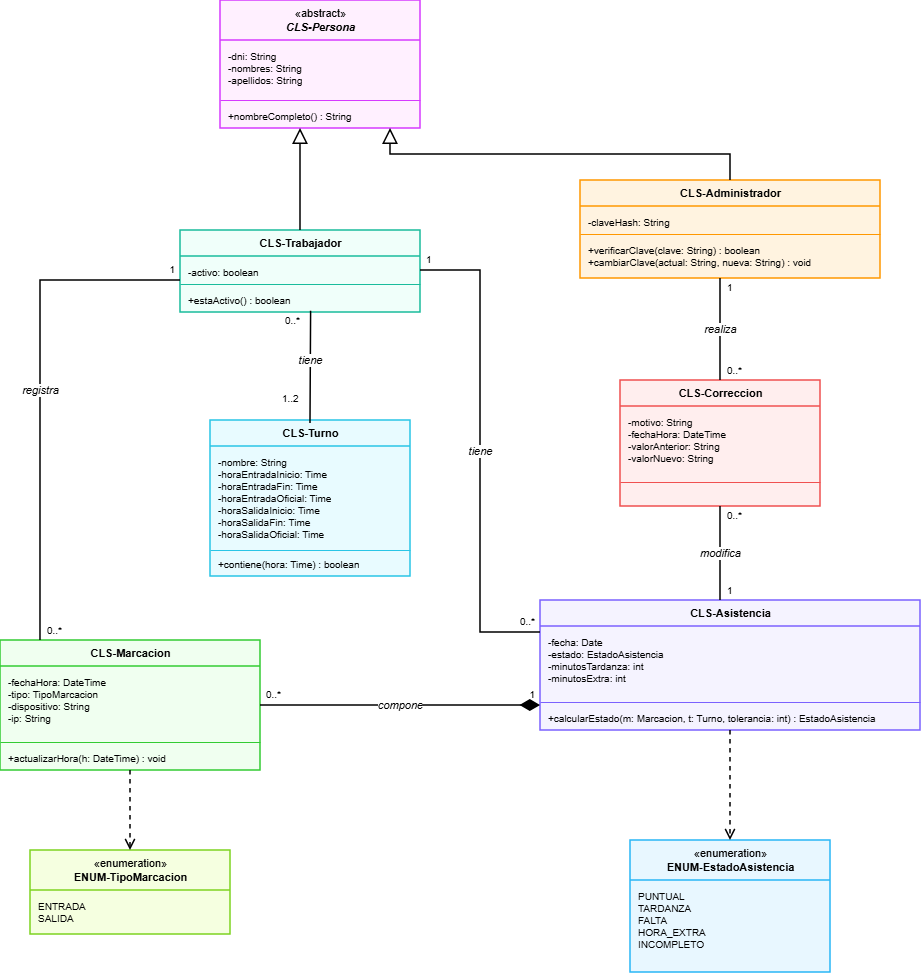 «abstract»
CLS-Persona
-dni: String
-nombres: String
-apellidos: String
+nombreCompleto() : String
CLS-Administrador
-claveHash: String
+verificarClave(clave: String) : boolean
+cambiarClave(actual: String, nueva: String) : void
CLS-Trabajador
-activo: boolean
+estaActivo() : boolean
1
1
1
0..*
realiza
tiene
registra
0..*
1..2
CLS-Correccion
-motivo: String
-fechaHora: DateTime
-valorAnterior: String
-valorNuevo: String
CLS-Turno
-nombre: String
-horaEntradaInicio: Time
-horaEntradaFin: Time
-horaEntradaOficial: Time
-horaSalidaInicio: Time
-horaSalidaFin: Time
-horaSalidaOficial: Time
+contiene(hora: Time) : boolean
tiene
0..*
modifica
1
0..*
0..*
CLS-Asistencia
-fecha: Date
-estado: EstadoAsistencia
-minutosTardanza: int
-minutosExtra: int
+calcularEstado(m: Marcacion, t: Turno, tolerancia: int) : EstadoAsistencia
CLS-Marcacion
-fechaHora: DateTime
-tipo: TipoMarcacion
-dispositivo: String
-ip: String
+actualizarHora(h: DateTime) : void
0..*
compone
1
«enumeration»
ENUM-TipoMarcacion
ENTRADA
SALIDA
«enumeration»
ENUM-EstadoAsistencia
PUNTUAL
TARDANZA
FALTA
HORA_EXTRA
INCOMPLETO